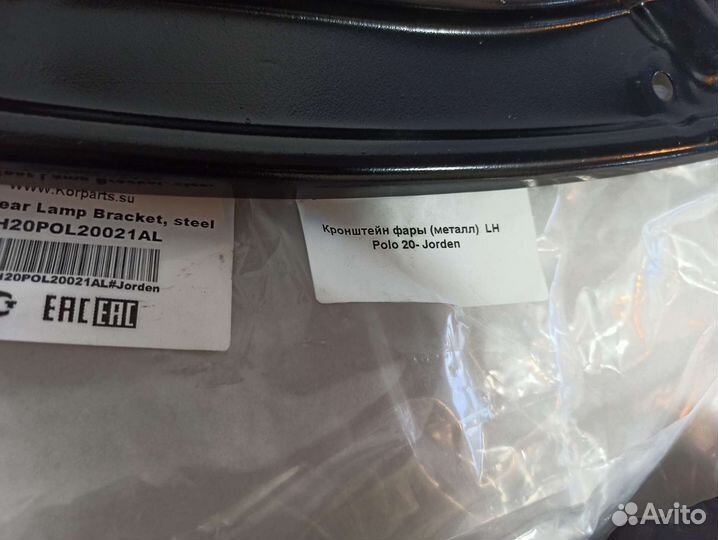 www.Korparts.su
ear Lamp Bracket, steel
H20POL20021AL
H20POL20021AL#Jorden
EAC EAC
Кронштейн фары (металл) LH
Polo 20- Jorden
Avito